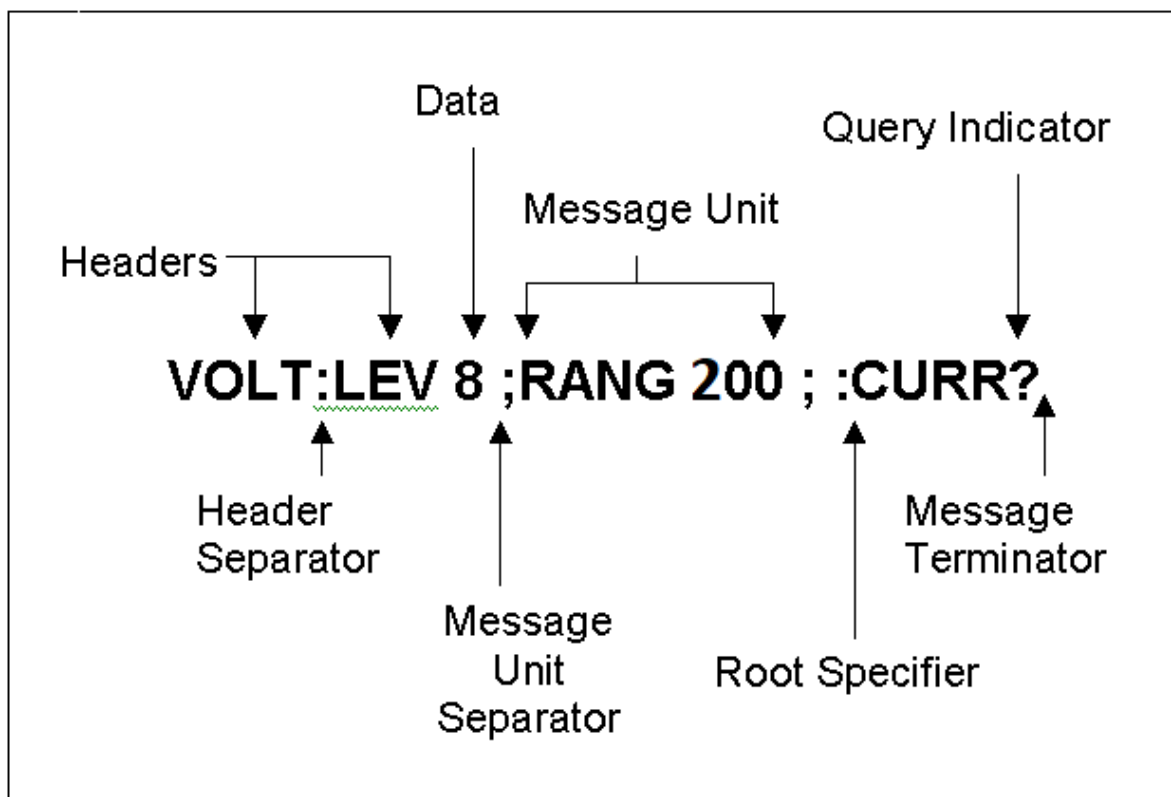 Data
Query Indicator
Message Unit
Headers
VOLT:LEV 8 ;RANG 200 ; :CURR?
Header
Separator
Message
Terminator
Message
Unit
Separator
Root Specifier